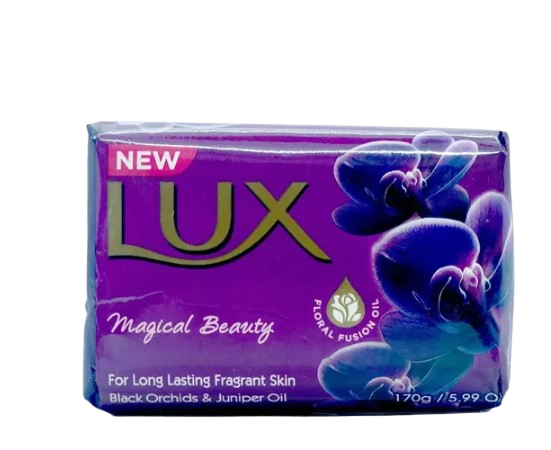 NEW
LUX
Magical Beauty
FLORAL FUSION OIL
For Long Lasting Fragrant Skin
Black Orchids & Juniper Oil
170g / 5.99 O